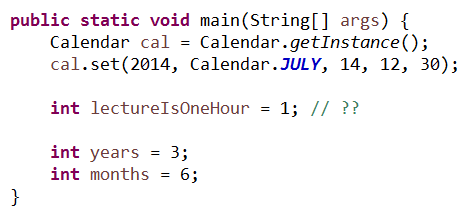 public static void main(String[] args) {
Calendar cal = Calendar.getInstance();
cal.set(2014, Calendar.JULY, 14, 12, 30);
int lectureIsOneHour = 1; // ??
int years = 3;
int months = 6;
}